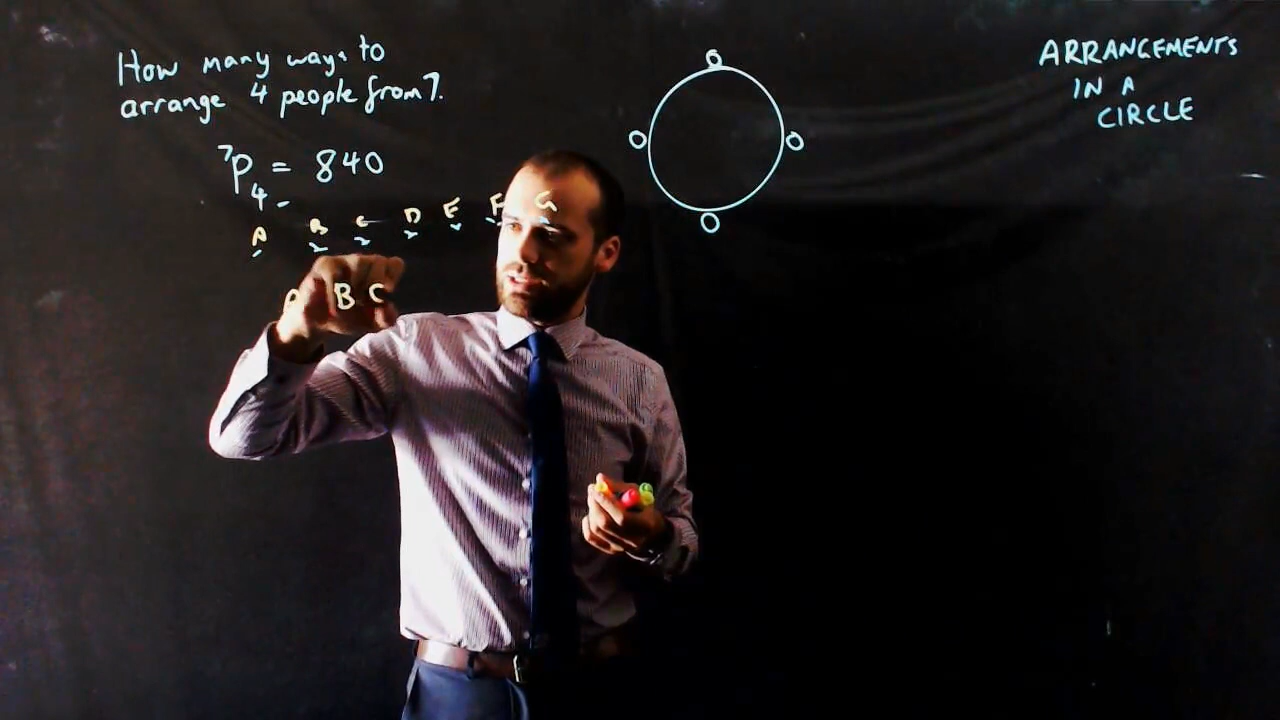 How many ways to
arrange 4 people from 7.
⁷P₄ = 840
A B C D E F G
B C
ARRANGEMENTS
IN A
CIRCLE